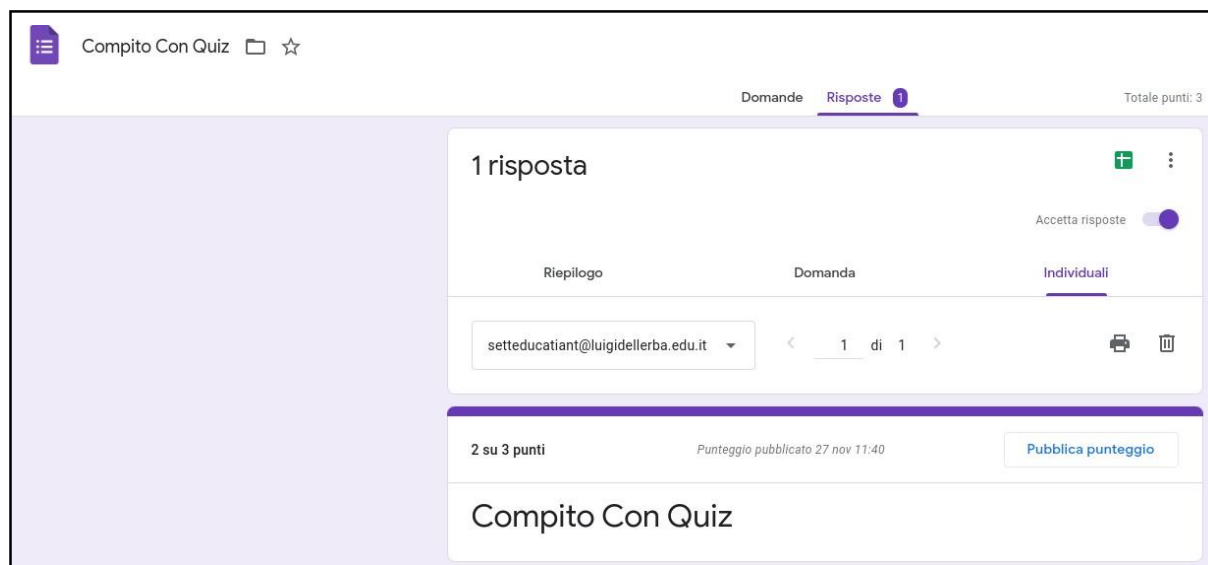 Compito Con Quiz
Domande Risposte 1 Totale punti: 3
1 risposta
Accetta risposte
Riepilogo Domanda Individuali
setteducatiant@luigidellerba.edu.it 1 di 1
2 su 3 punti Punteggio pubblicato 27 nov 11:40 Pubblica punteggio
Compito Con Quiz